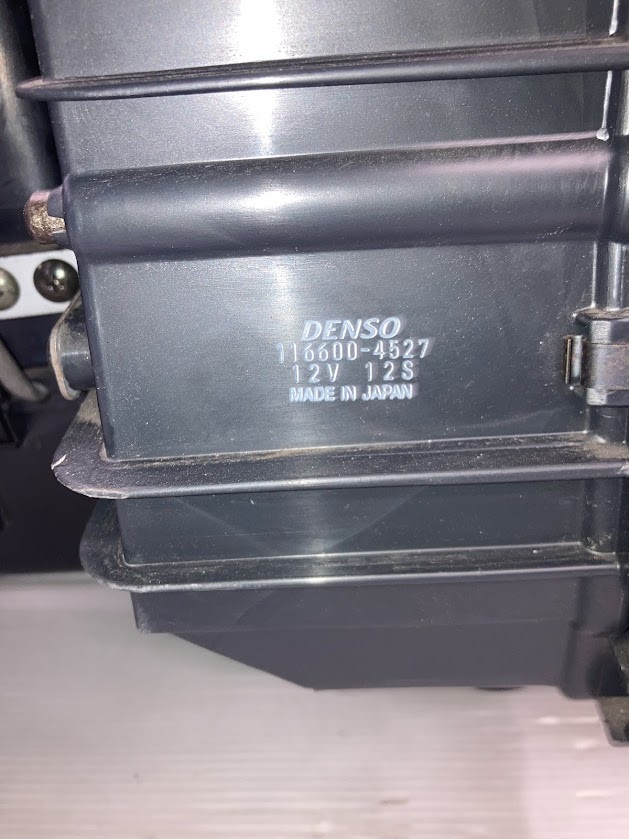 DENSO
116600-4527
12V 12S
MADE IN JAPAN